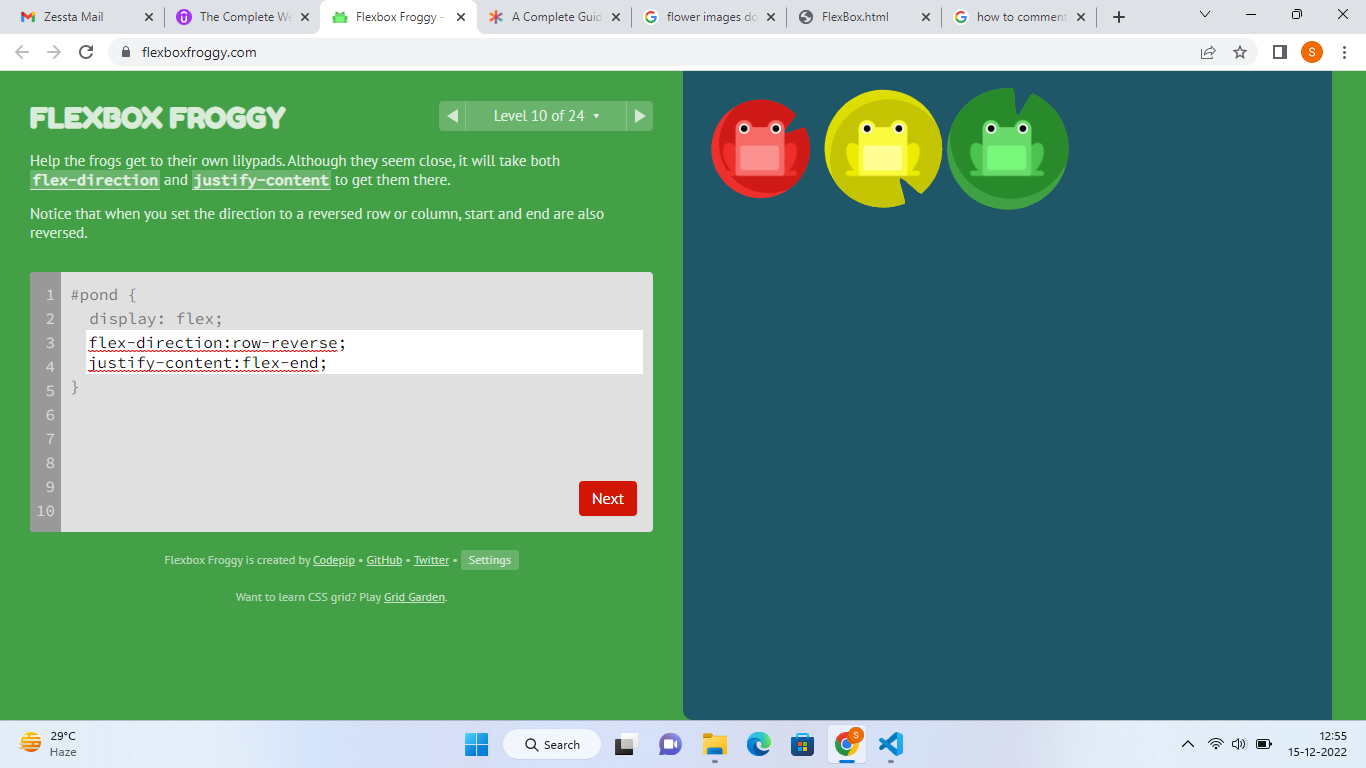 Zessta Mail
The Complete We
Flexbox Froggy -
A Complete Guid
flower images do
FlexBox.html
how to comment
flexboxfroggy.com
S
FLEXBOX FROGGY
Level 10 of 24
Help the frogs get to their own lilypads. Although they seem close, it will take both
flex-direction and justify-content to get them there.
Notice that when you set the direction to a reversed row or column, start and end are also
reversed.
1 #pond {
2 display: flex;
3 flex-direction:row-reverse;
4 justify-content:flex-end;
5 }
6
7
8
9
10
Next
Flexbox Froggy is created by Codepip • GitHub • Twitter • Settings
Want to learn CSS grid? Play Grid Garden.
29°C
Haze
Search
S
12:55
15-12-2022